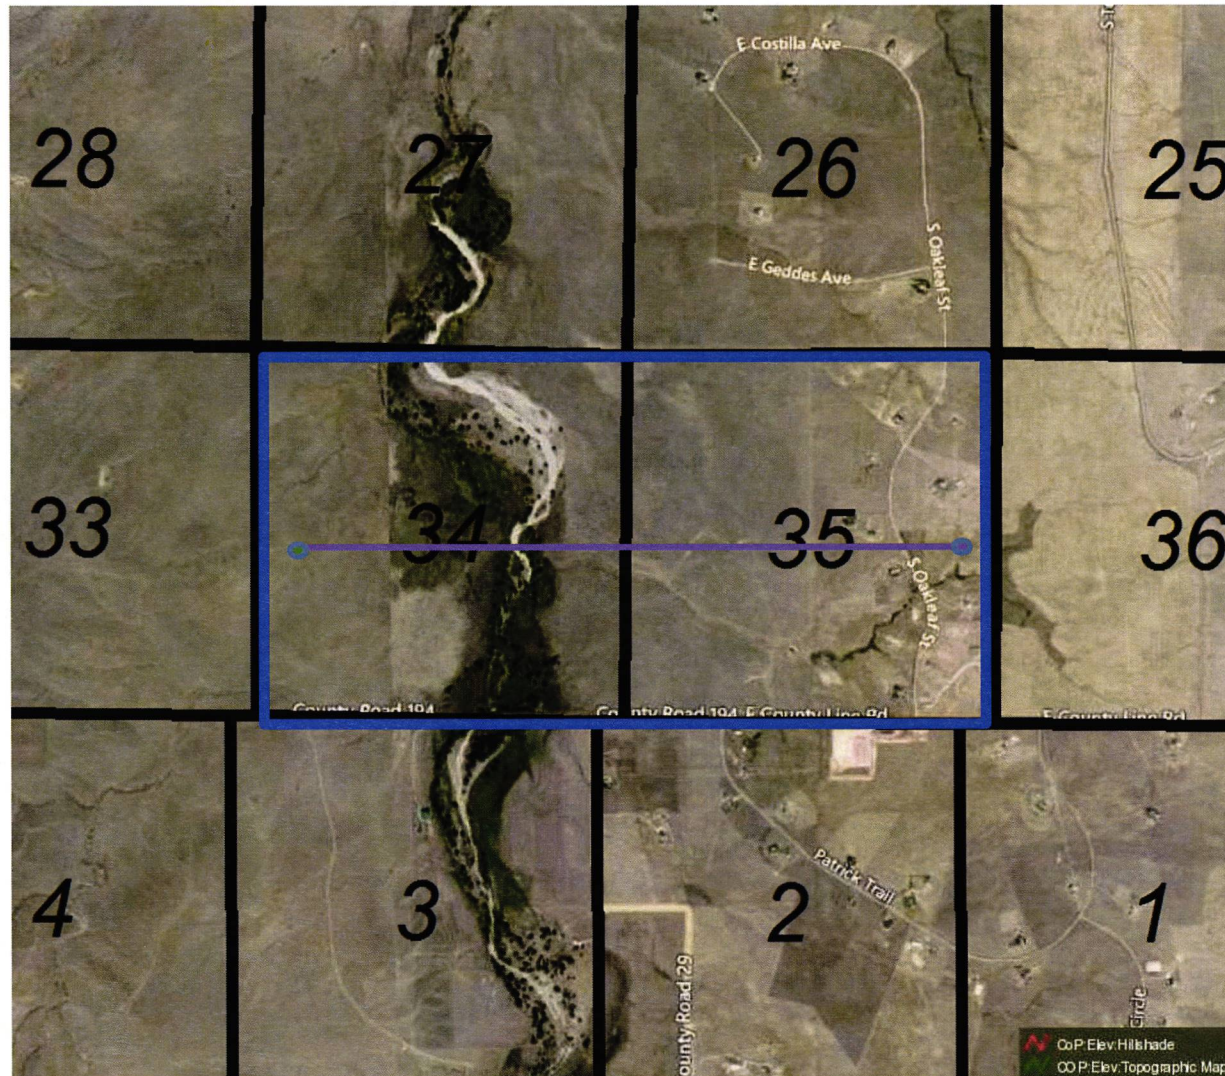 E Costilla Ave
28
27
26
25
S Oakleaf St
E Geddes Ave
33
34
35
36
S Oakleaf St
County Road 194
County Road 194 E County Line Rd
E County Line Rd
Patrick Trail
4
3
2
1
ounty Road 29
Circle
CoP:Elev:Hillshade
COP:Elev:Topographic Map